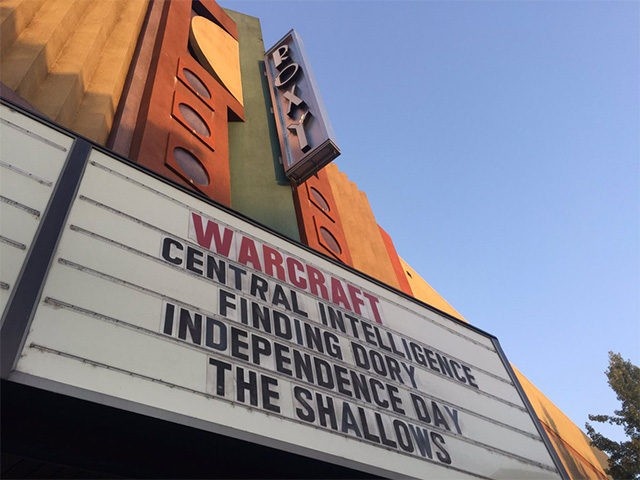 ROXY
WARCRAFT
CENTRAL INTELLIGENCE
FINDING DORY
INDEPENDENCE DAY
THE SHALLOWS